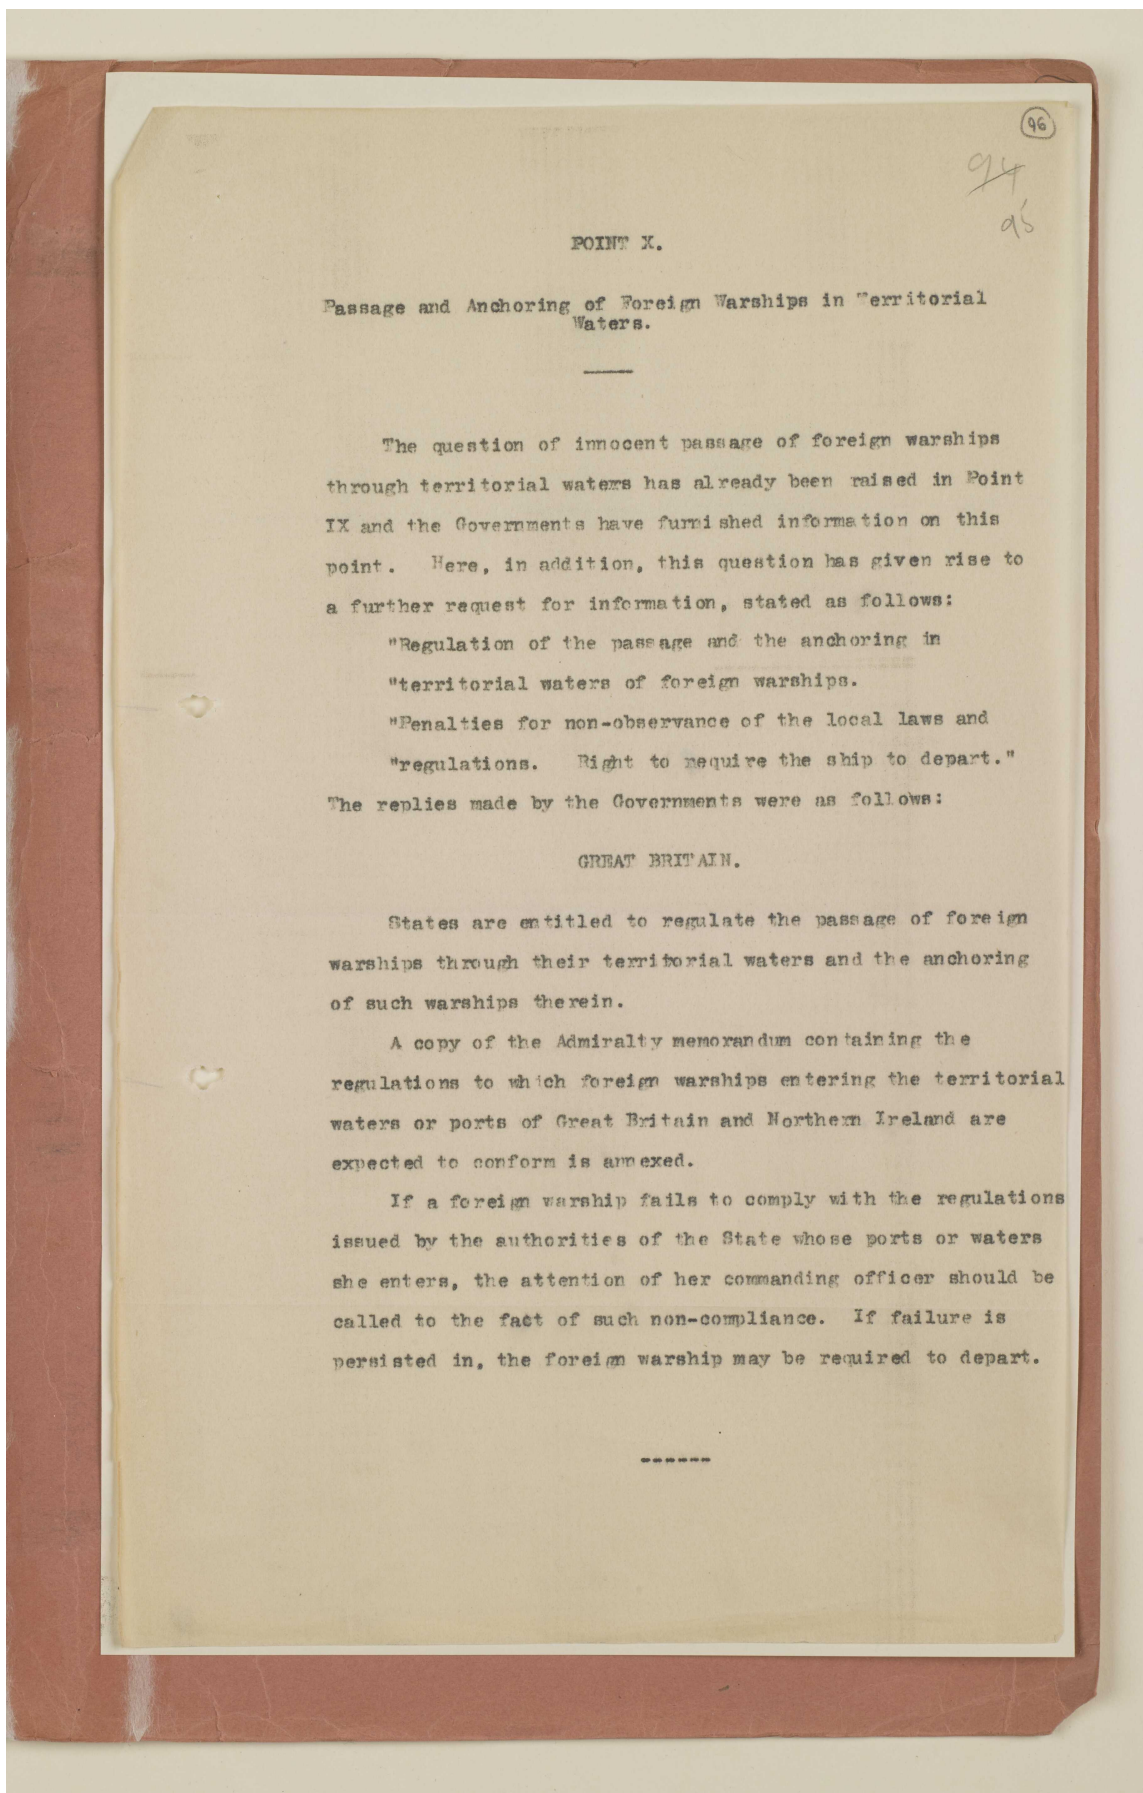 96
94
95
POINT X.
Passage and Anchoring of Foreign Warships in Territorial
Waters.
The question of innocent passage of foreign warships
through territorial waters has already been raised in Point
IX and the Governments have furnished information on this
point. Here, in addition, this question has given rise to
a further request for information, stated as follows:
"Regulation of the passage and the anchoring in
"territorial waters of foreign warships.
"Penalties for non-observance of the local laws and
"regulations. Right to require the ship to depart."
The replies made by the Governments were as follows:
GREAT BRITAIN.
States are entitled to regulate the passage of foreign
warships through their territorial waters and the anchoring
of such warships therein.
A copy of the Admiralty memorandum containing the
regulations to which foreign warships entering the territorial
waters or ports of Great Britain and Northern Ireland are
expected to conform is annexed.
If a foreign warship fails to comply with the regulations
issued by the authorities of the State whose ports or waters
she enters, the attention of her commanding officer should be
called to the fact of such non-compliance. If failure is
persisted in, the foreign warship may be required to depart.
------